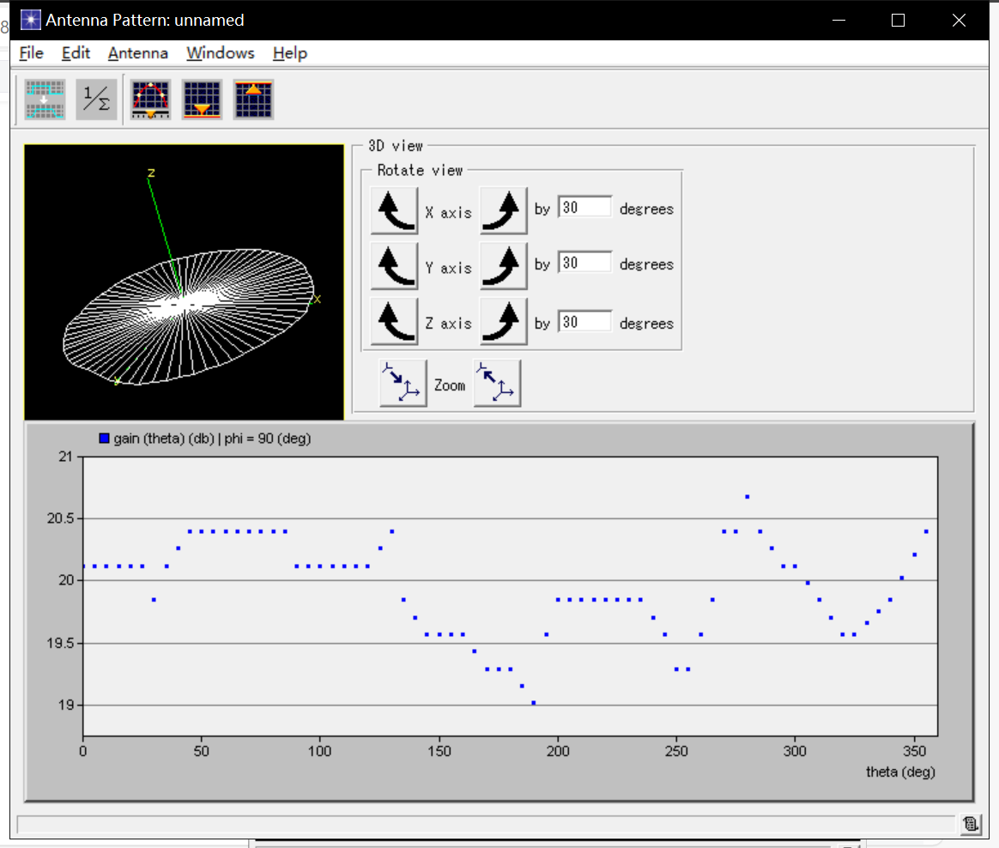 8
Antenna Pattern: unnamed
File Edit Antenna Windows Help
1/Σ
3D view
Rotate view
X axis by 30 degrees
Y axis by 30 degrees
Z axis by 30 degrees
Zoom
z
x
y
gain (theta) (db) | phi = 90 (deg)
21
20.5
20
19.5
19
0 50 100 150 200 250 300 350
theta (deg)